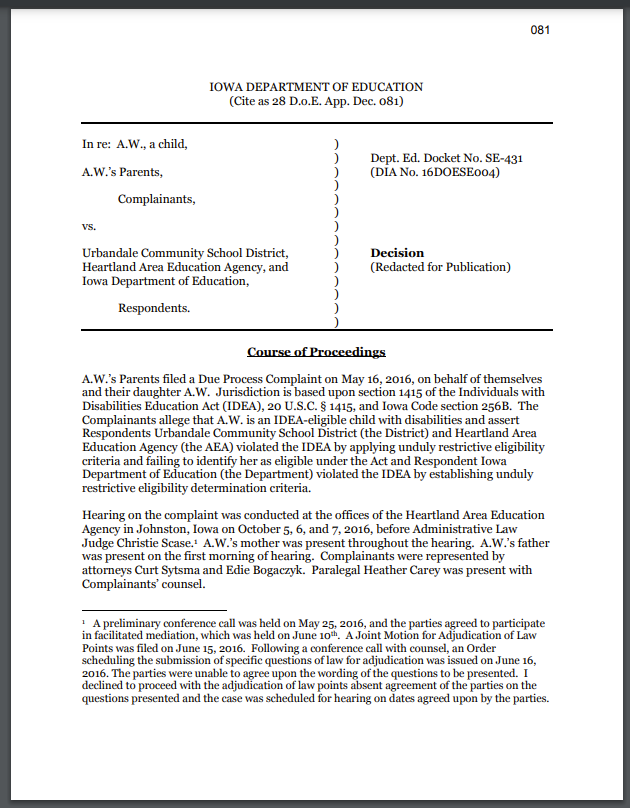 081
IOWA DEPARTMENT OF EDUCATION
(Cite as 28 D.o.E. App. Dec. 081)
In re: A.W., a child, )
) Dept. Ed. Docket No. SE-431
A.W.'s Parents, ) (DIA No. 16DOESE004)
)
Complainants, )
)
vs. )
)
Urbandale Community School District, ) Decision
Heartland Area Education Agency, and ) (Redacted for Publication)
Iowa Department of Education, )
)
Respondents. )
)
Course of Proceedings
A.W.'s Parents filed a Due Process Complaint on May 16, 2016, on behalf of themselves
and their daughter A.W. Jurisdiction is based upon section 1415 of the Individuals with
Disabilities Education Act (IDEA), 20 U.S.C. § 1415, and Iowa Code section 256B. The
Complainants allege that A.W. is an IDEA-eligible child with disabilities and assert
Respondents Urbandale Community School District (the District) and Heartland Area
Education Agency (the AEA) violated the IDEA by applying unduly restrictive eligibility
criteria and failing to identify her as eligible under the Act and Respondent Iowa
Department of Education (the Department) violated the IDEA by establishing unduly
restrictive eligibility determination criteria.
Hearing on the complaint was conducted at the offices of the Heartland Area Education
Agency in Johnston, Iowa on October 5, 6, and 7, 2016, before Administrative Law
Judge Christie Scase.¹ A.W.'s mother was present throughout the hearing. A.W.'s father
was present on the first morning of hearing. Complainants were represented by
attorneys Curt Sytsma and Edie Bogaczyk. Paralegal Heather Carey was present with
Complainants' counsel.
¹ A preliminary conference call was held on May 25, 2016, and the parties agreed to participate
in facilitated mediation, which was held on June 10th. A Joint Motion for Adjudication of Law
Points was filed on June 15, 2016. Following a conference call with counsel, an Order
scheduling the submission of specific questions of law for adjudication was issued on June 16,
2016. The parties were unable to agree upon the wording of the questions to be presented. I
declined to proceed with the adjudication of law points absent agreement of the parties on the
questions presented and the case was scheduled for hearing on dates agreed upon by the parties.